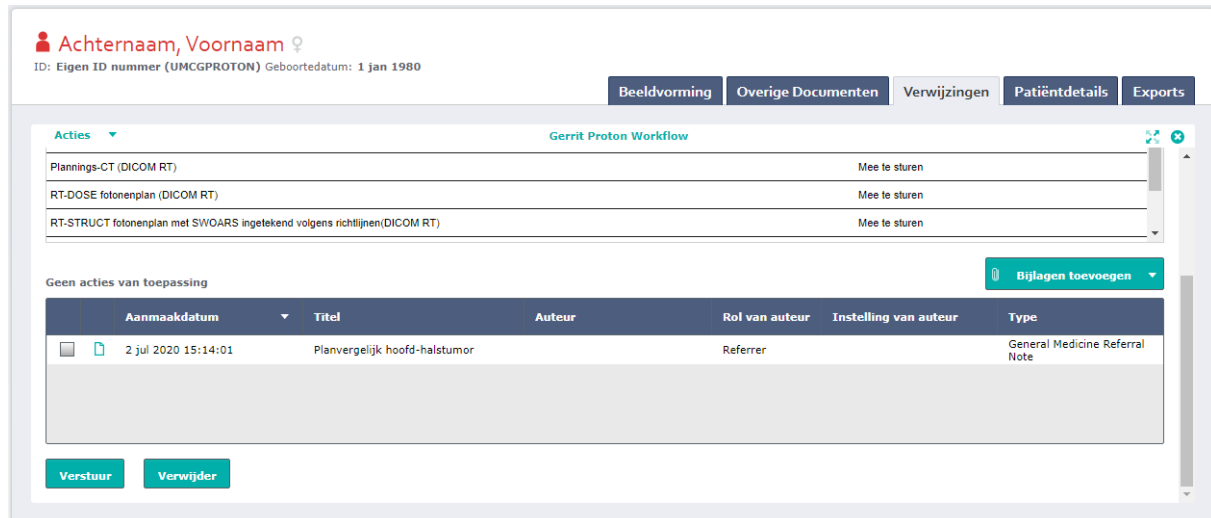 Achternaam, Voornaam ♀
ID: Eigen ID nummer (UMCGPROTON) Geboortedatum: 1 jan 1980
Beeldvorming Overige Documenten Verwijzingen Patiëntdetails Exports
Acties Gerrit Proton Workflow
Plannings-CT (DICOM RT) Mee te sturen
RT-DOSE fotonenplan (DICOM RT) Mee te sturen
RT-STRUCT fotonenplan met SWOARS ingetekend volgens richtlijnen(DICOM RT) Mee te sturen
Bijlagen toevoegen
Geen acties van toepassing
Aanmaakdatum Titel Auteur Rol van auteur Instelling van auteur Type
2 jul 2020 15:14:01 Planvergelijk hoofd-halstumor Referrer General Medicine Referral
Note
Verstuur Verwijder